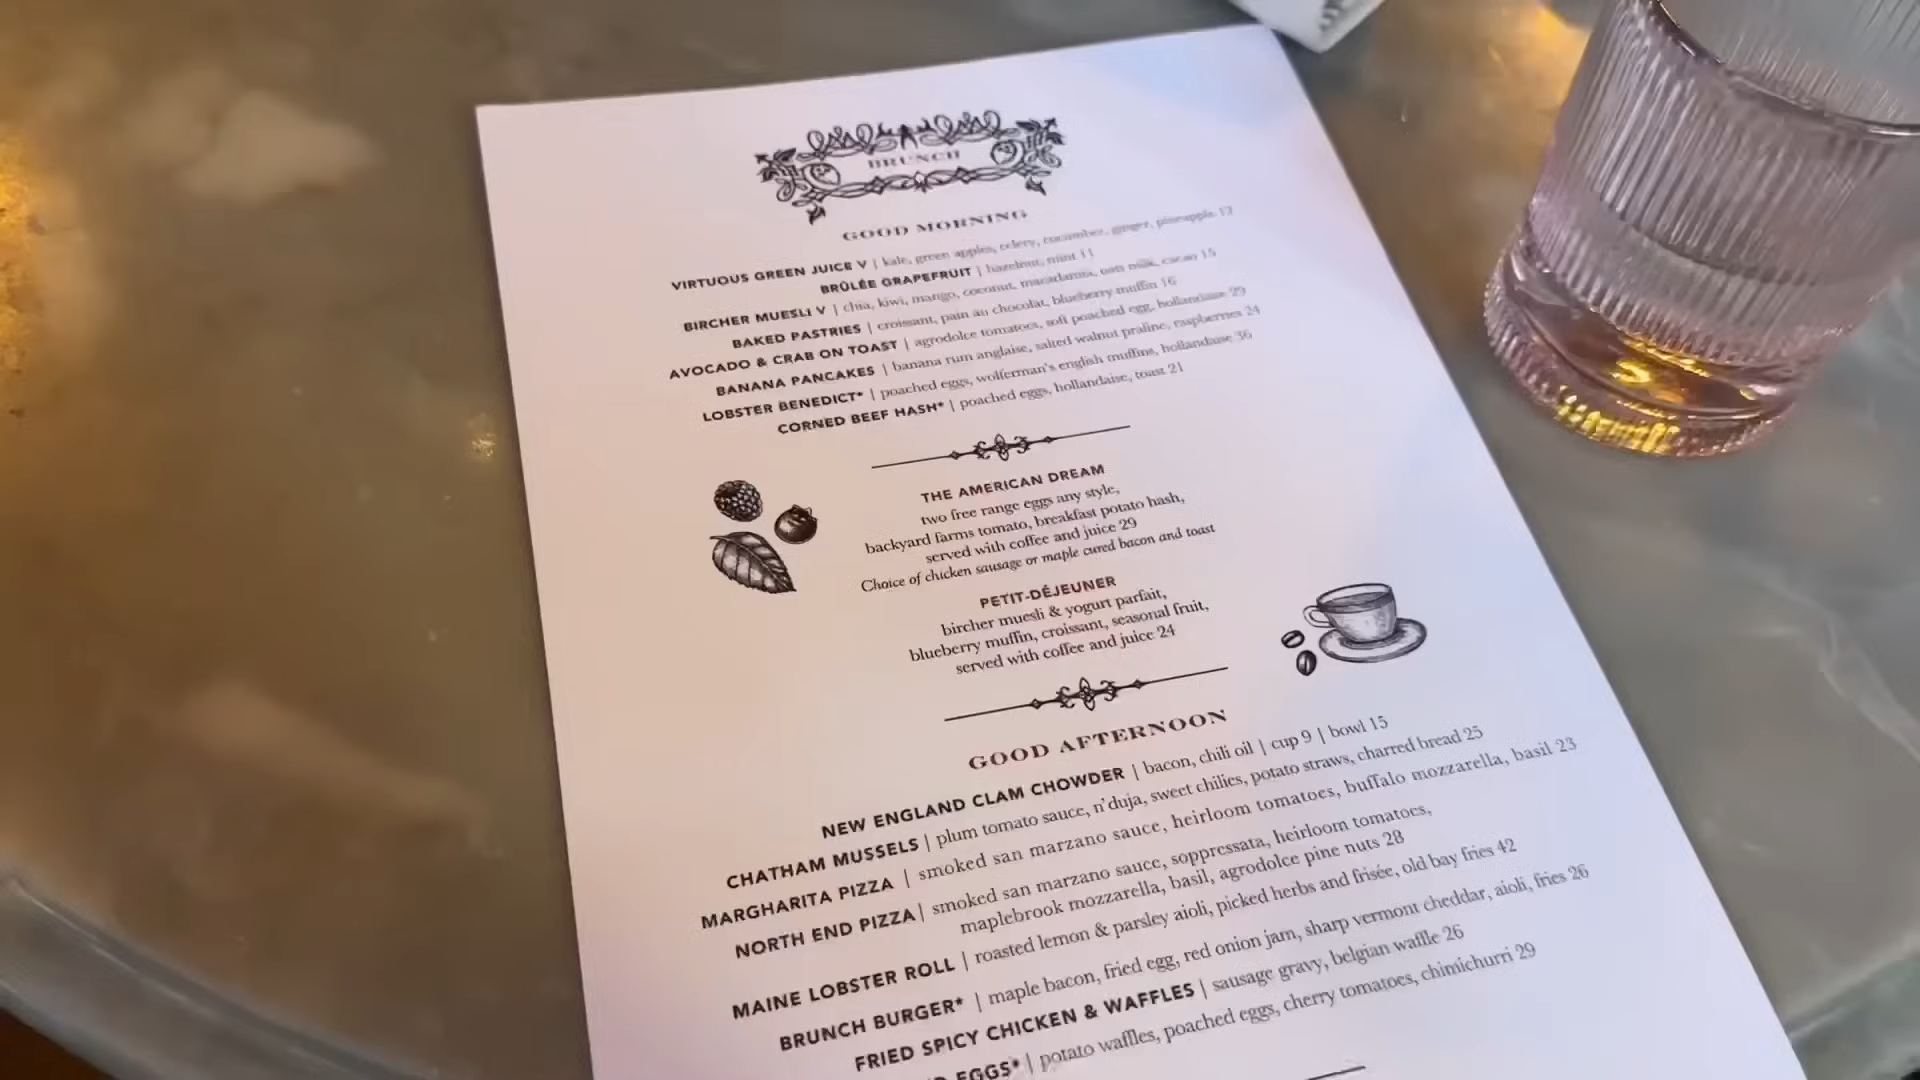 BRUNCH
GOOD MORNING
VIRTUOUS GREEN JUICE V | kale, green apples, celery, cucumber, ginger, pineapple 12
BRÛLÉE GRAPEFRUIT | hazelnut, mint 11
BIRCHER MUESLI V | chia, kiwi, mango, coconut, macadamia, oats milk, cacao 15
BAKED PASTRIES | croissant, pain au chocolat, blueberry muffin 16
AVOCADO & CRAB ON TOAST | agrodolce tomatoes, soft poached egg, hollandaise 29
BANANA PANCAKES | banana rum anglaise, salted walnut praline, raspberries 24
LOBSTER BENEDICT* | poached eggs, wolferman's english muffins, hollandaise 36
CORNED BEEF HASH* | poached eggs, hollandaise, toast 21
THE AMERICAN DREAM
two free range eggs any style,
backyard farms tomato, breakfast potato hash,
served with coffee and juice 29
Choice of chicken sausage or maple cured bacon and toast
PETIT-DÉJEUNER
bircher muesli & yogurt parfait,
blueberry muffin, croissant, seasonal fruit,
served with coffee and juice 24
GOOD AFTERNOON
NEW ENGLAND CLAM CHOWDER | bacon, chili oil | cup 9 | bowl 15
CHATHAM MUSSELS | plum tomato sauce, n'duja, sweet chilies, potato straws, charred bread 25
MARGHARITA PIZZA | smoked san marzano sauce, heirloom tomatoes, buffalo mozzarella, basil 23
NORTH END PIZZA | smoked san marzano sauce, soppressata, heirloom tomatoes,
maplebrook mozzarella, basil, agrodolce pine nuts 28
MAINE LOBSTER ROLL | roasted lemon & parsley aioli, picked herbs and frisée, old bay fries 42
BRUNCH BURGER* | maple bacon, fried egg, red onion jam, sharp vermont cheddar, aioli, fries 26
FRIED SPICY CHICKEN & WAFFLES | sausage gravy, belgian waffle 26
EGGS* | potato waffles, poached eggs, cherry tomatoes, chimichurri 29